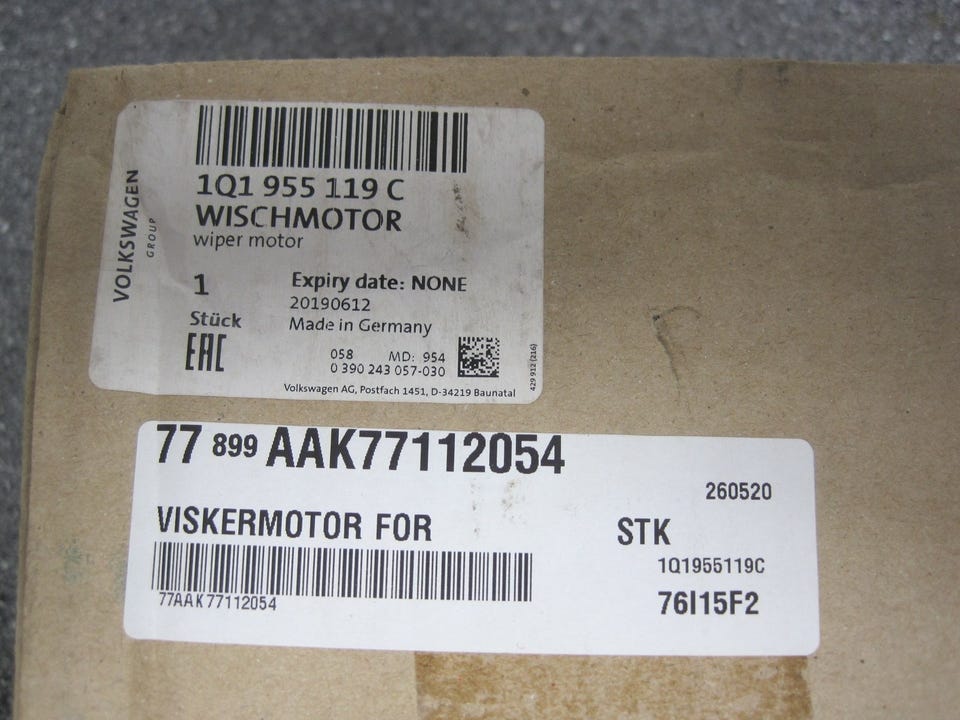 VOLKSWAGEN
GROUP
1Q1 955 119 C
WISCHMOTOR
wiper motor
1
Stück
Expiry date: NONE
20190612
Made in Germany
EAC
058 MD: 954
0 390 243 057-030
Volkswagen AG, Postfach 1451, D-34219 Baunatal
429 912 (216)
77 899 AAK77112054
260520
VISKERMOTOR FOR
STK
1Q1955119C
77AAK77112054
76I15F2